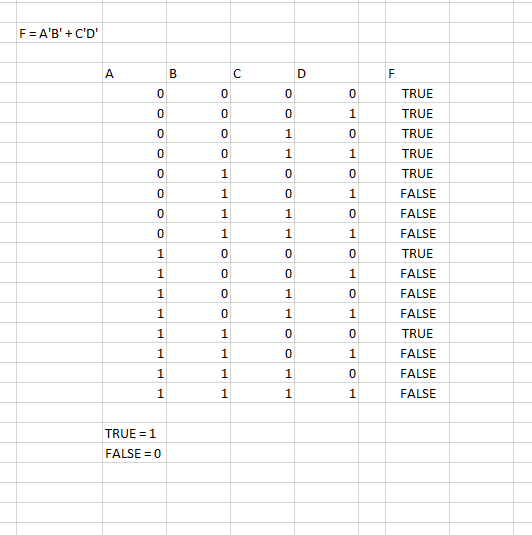 F = A'B' + C'D'
A B C D F
0 0 0 0 TRUE
0 0 0 1 TRUE
0 0 1 0 TRUE
0 0 1 1 TRUE
0 1 0 0 TRUE
0 1 0 1 FALSE
0 1 1 0 FALSE
0 1 1 1 FALSE
1 0 0 0 TRUE
1 0 0 1 FALSE
1 0 1 0 FALSE
1 0 1 1 FALSE
1 1 0 0 TRUE
1 1 0 1 FALSE
1 1 1 0 FALSE
1 1 1 1 FALSE
TRUE = 1
FALSE = 0